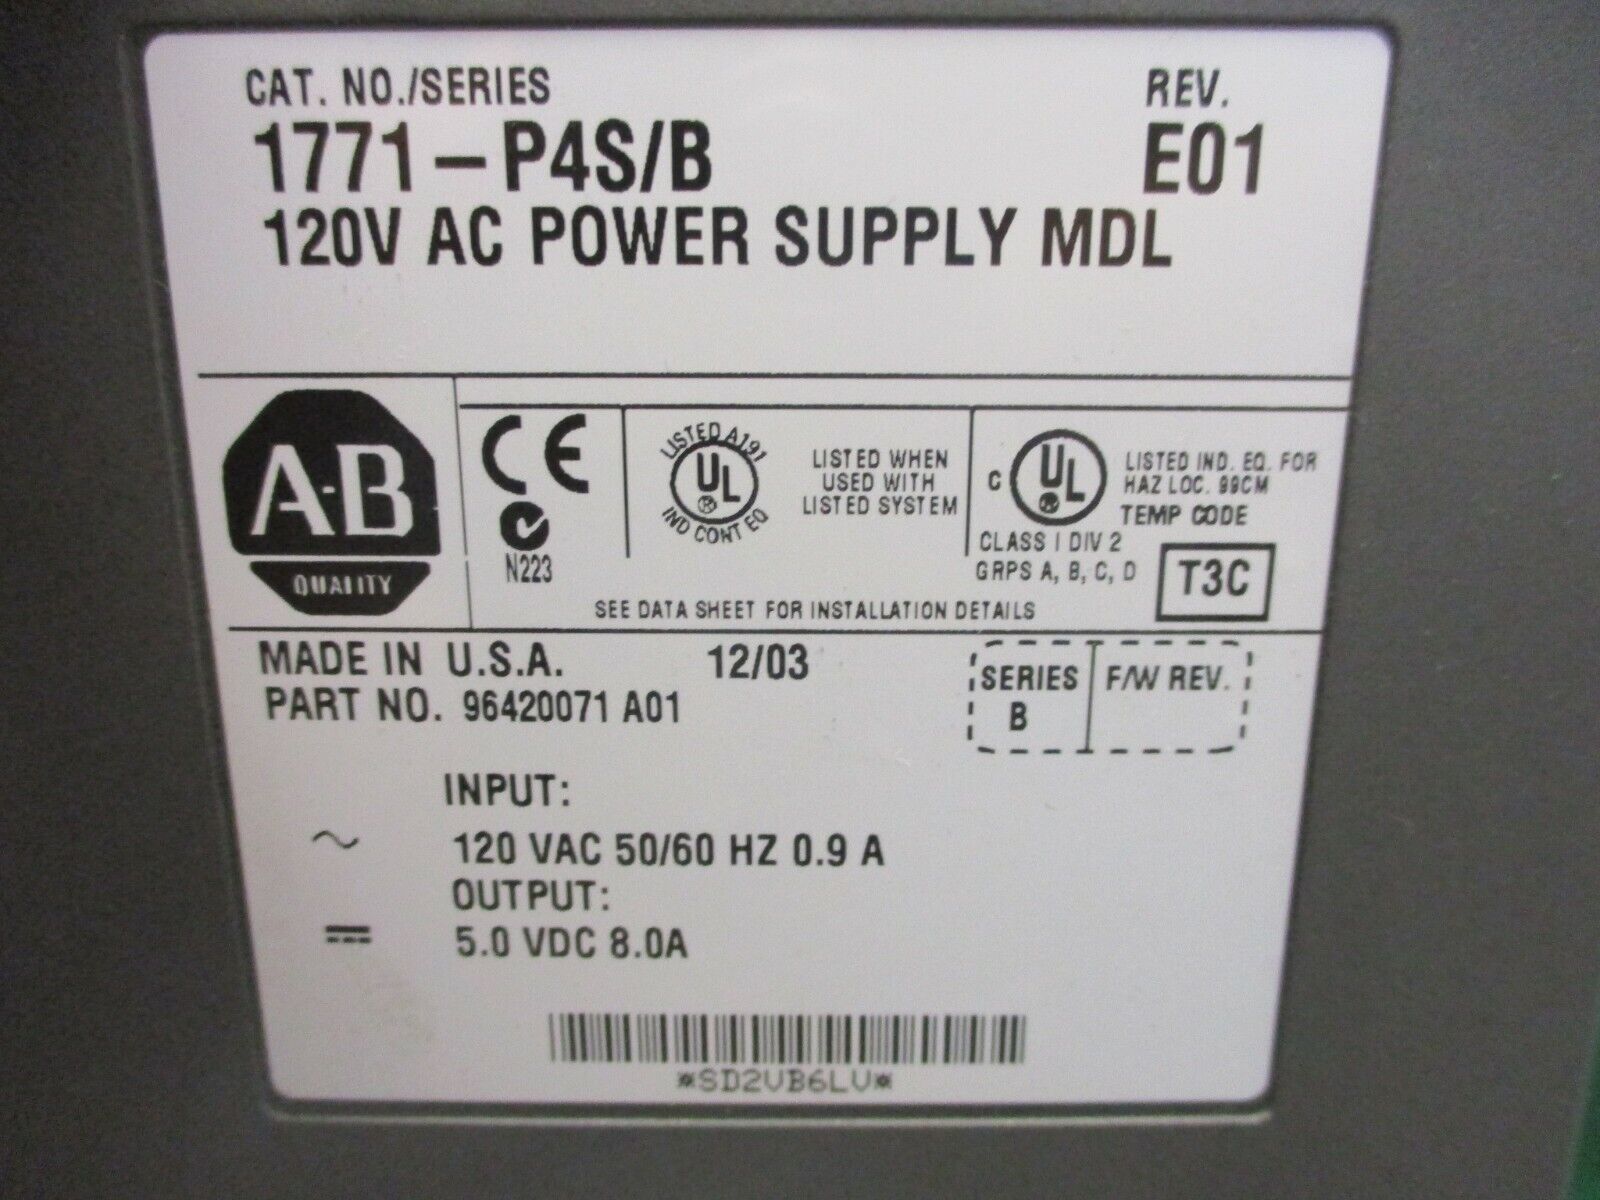 CAT. NO./SERIES REV.
1771-P4S/B E01
120V AC POWER SUPPLY MDL
A-B
QUALITY
CE
N223
LISTED A191
UL
IND CONT EQ
LISTED WHEN
USED WITH
LISTED SYSTEM
C UL
LISTED IND. EQ. FOR
HAZ LOC. 99CM
TEMP CODE
CLASS I DIV 2
GRPS A, B, C, D
T3C
SEE DATA SHEET FOR INSTALLATION DETAILS
MADE IN U.S.A. 12/03
PART NO. 96420071 A01
SERIES F/W REV.
B
INPUT:
~ 120 VAC 50/60 HZ 0.9 A
OUTPUT:
5.0 VDC 8.0A
*SD2VB6LV*